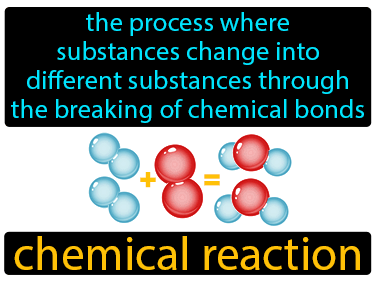 the process where
substances change into
different substances through
the breaking of chemical bonds
+ =
chemical reaction